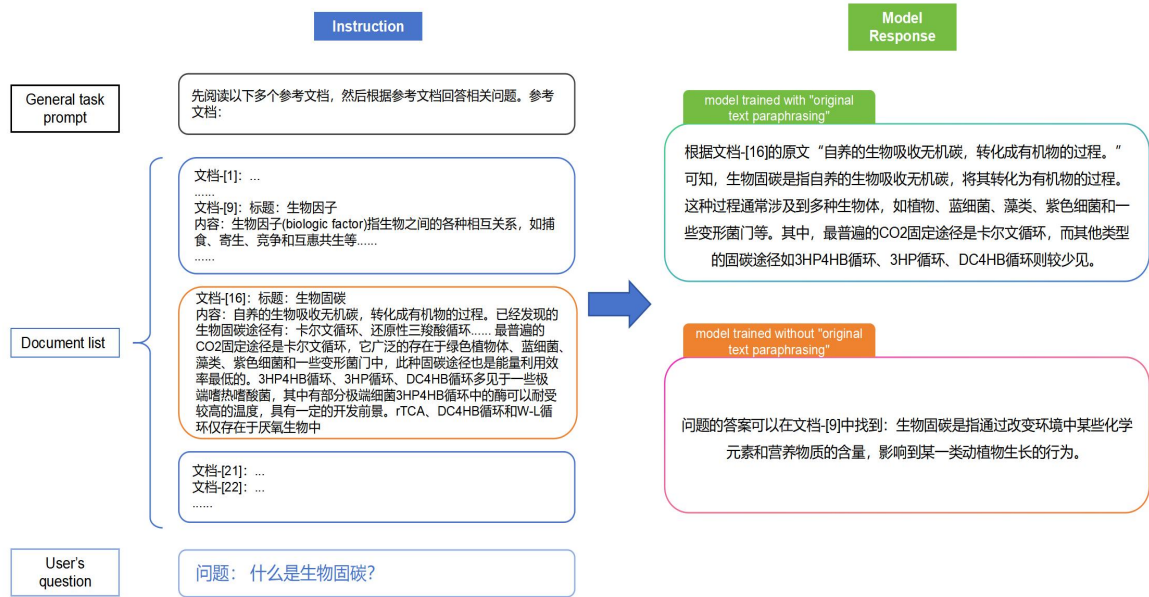 Instruction
General task
prompt
先阅读以下多个参考文档，然后根据参考文档回答相关问题。参考
文档：
Document list
文档-[1]：...
......
文档-[9]：标题：生物因子
内容：生物因子(biologic factor)指生物之间的各种相互关系，如捕
食、寄生、竞争和互惠共生等......
......
文档-[16]：标题：生物固碳
内容：自养的生物吸收无机碳，转化成有机物的过程。已经发现的
生物固碳途径有：卡尔文循环、还原性三羧酸循环...... 最普遍的
CO2固定途径是卡尔文循环，它广泛的存在于绿色植物体、蓝细菌、
藻类、紫色细菌和一些变形菌门中，此种固碳途径也是能量利用效
率最低的。3HP4HB循环、3HP循环、DC4HB循环多见于一些极
端嗜热嗜酸菌，其中有部分极端细菌3HP4HB循环中的酶可以耐受
较高的温度，具有一定的开发前景。rTCA、DC4HB循环和W-L循
环仅存在于厌氧生物中
文档-[21]：...
文档-[22]：...
......
User's
question
问题： 什么是生物固碳？
Model
Response
model trained with "original
text paraphrasing"
根据文档-[16]的原文“自养的生物吸收无机碳，转化成有机物的过程。”
可知，生物固碳是指自养的生物吸收无机碳，将其转化为有机物的过程。
这种过程通常涉及到多种生物体，如植物、蓝细菌、藻类、紫色细菌和一
些变形菌门等。其中，最普遍的CO2固定途径是卡尔文循环，而其他类型
的固碳途径如3HP4HB循环、3HP循环、DC4HB循环则较少见。
model trained without "original
text paraphrasing"
问题的答案可以在文档-[9]中找到：生物固碳是指通过改变环境中某些化学
元素和营养物质的含量，影响到某一类动植物生长的行为。